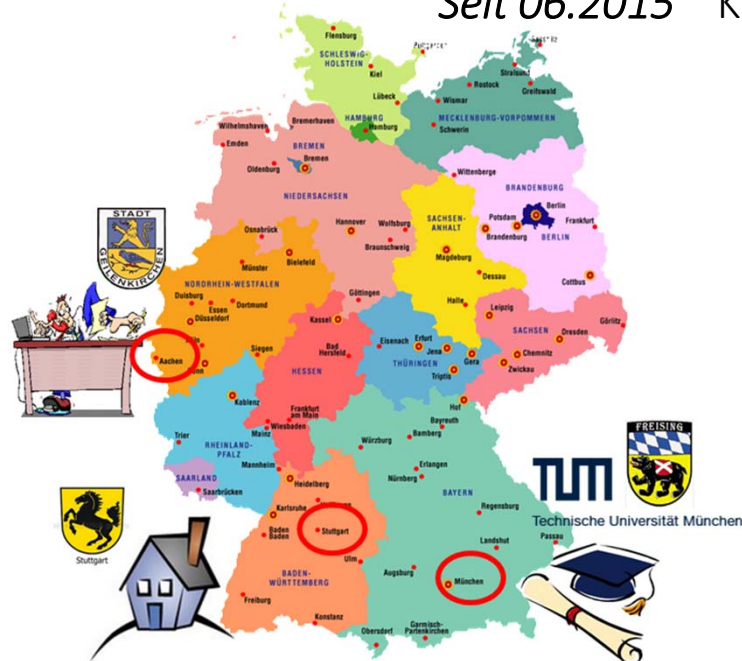 Seit 06.2015 K
Flensburg
SCHLESWIG-
HOLSTEIN
Kiel
Stralsund
Rostock
Greifswald
Lübeck
Wismar
HAMBURG
Hamburg
MECKLENBURG-VORPOMMERN
Schwerin
Wilhelmshaven
Bremerhaven
Emden
BREMEN
Bremen
Oldenburg
Wittenberge
NIEDERSACHSEN
BRANDENBURG
Berlin
Potsdam
Frankfurt
Brandenburg
BERLIN
SACHSEN-
ANHALT
Hannover
Wolfsburg
Braunschweig
Osnabrück
Magdeburg
Bielefeld
Münster
Dessau
Cottbus
STADT
GEILENKIRCHEN
NORDRHEIN-WESTFALEN
Duisburg
Essen
Dortmund
Düsseldorf
Göttingen
Halle
Leipzig
Görlitz
Kassel
SACHSEN
Dresden
Aachen
Siegen
Bad
Hersfeld
Eisenach
Erfurt
Jena
Gera
Chemnitz
Zwickau
THÜRINGEN
Triptis
HESSEN
Koblenz
Hof
Frankfurt
am Main
Wiesbaden
Mainz
Bayreuth
Bamberg
Würzburg
Trier
RHEINLAND-
PFALZ
Mannheim
Erlangen
Nürnberg
FREISING
TUM
Technische Universität München
SAARLAND
Saarbrücken
Heidelberg
BAYERN
Regensburg
Karlsruhe
Stuttgart
Baden
Baden
Passau
Landshut
Stuttgart
Ulm
Augsburg
München
BADEN-
WÜRTTEMBERG
Freiburg
Konstanz
Obersdorf
Garmisch-
Partenkirchen